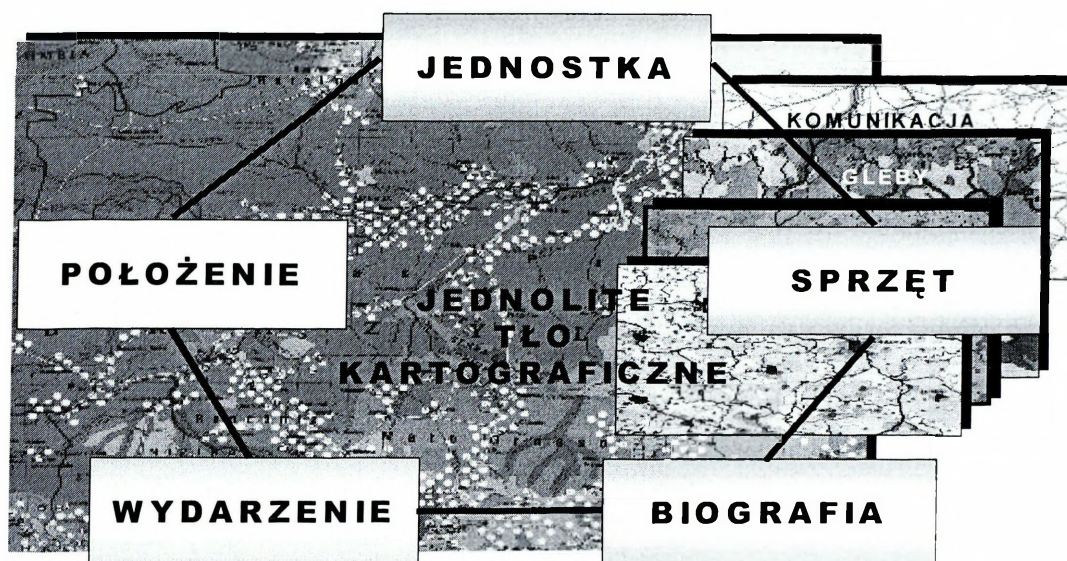 JEDNOSTKA
KOMUNIKACJA
GLEBY
POŁOŻENIE
SPRZĘT
JEDNOLITE
TŁO
KARTOGRAFICZNE
WYDARZENIE
BIOGRAFIA